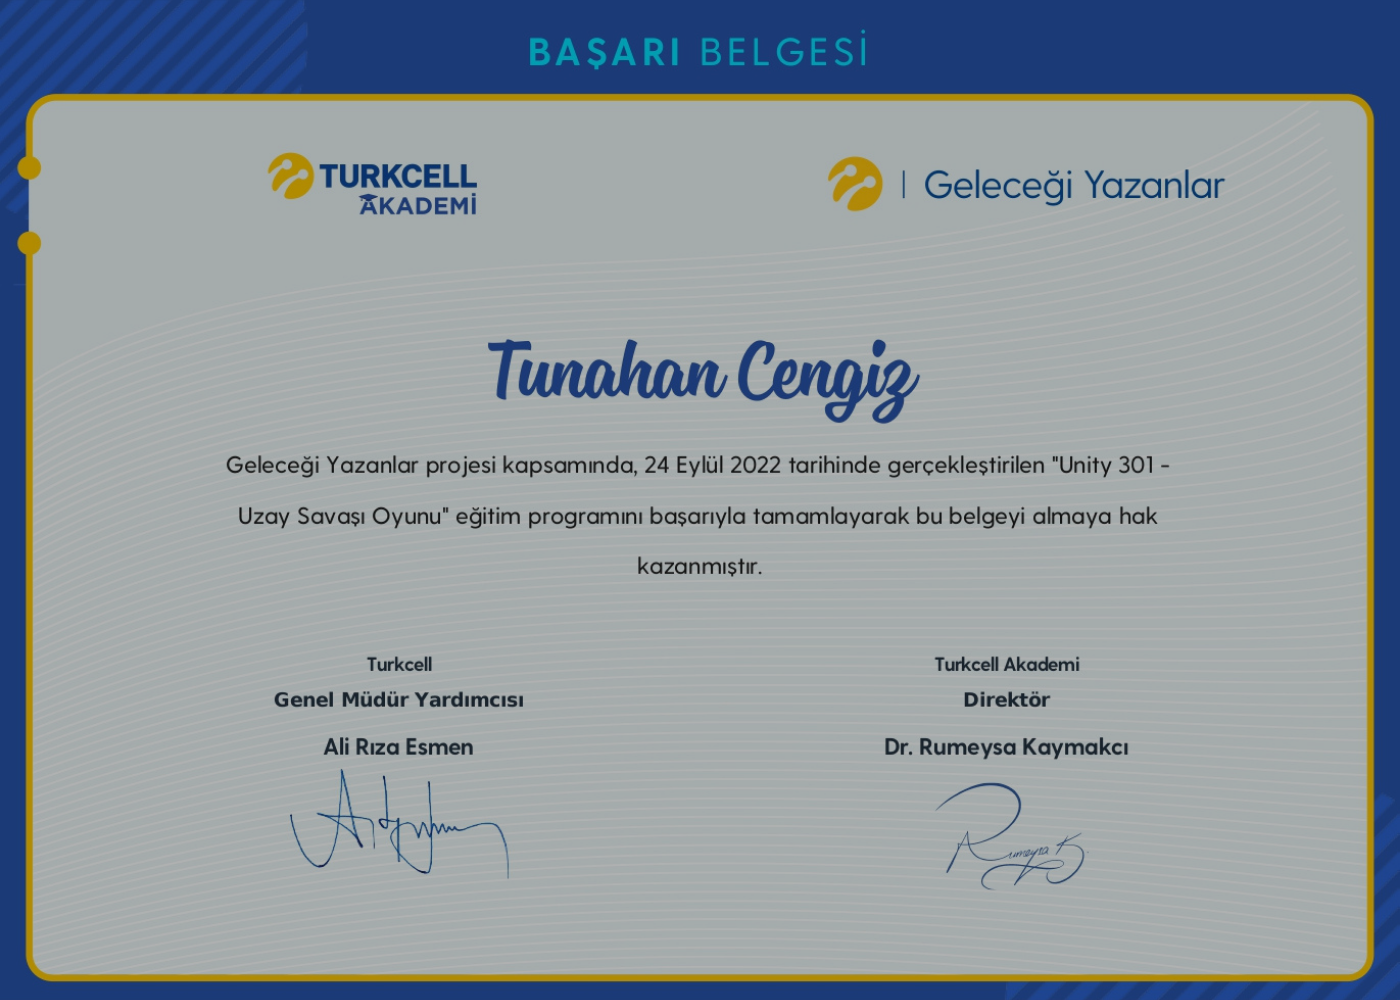 BAŞARI BELGESİ
TURKCELL
AKADEMİ
Geleceği Yazanlar
Tunahan Cengiz
Geleceği Yazanlar projesi kapsamında, 24 Eylül 2022 tarihinde gerçekleştirilen "Unity 301 -
Uzay Savaşı Oyunu" eğitim programını başarıyla tamamlayarak bu belgeyi almaya hak
kazanmıştır.
Turkcell
Genel Müdür Yardımcısı
Ali Rıza Esmen
Turkcell Akademi
Direktör
Dr. Rumeysa Kaymakcı
Rumeysa K